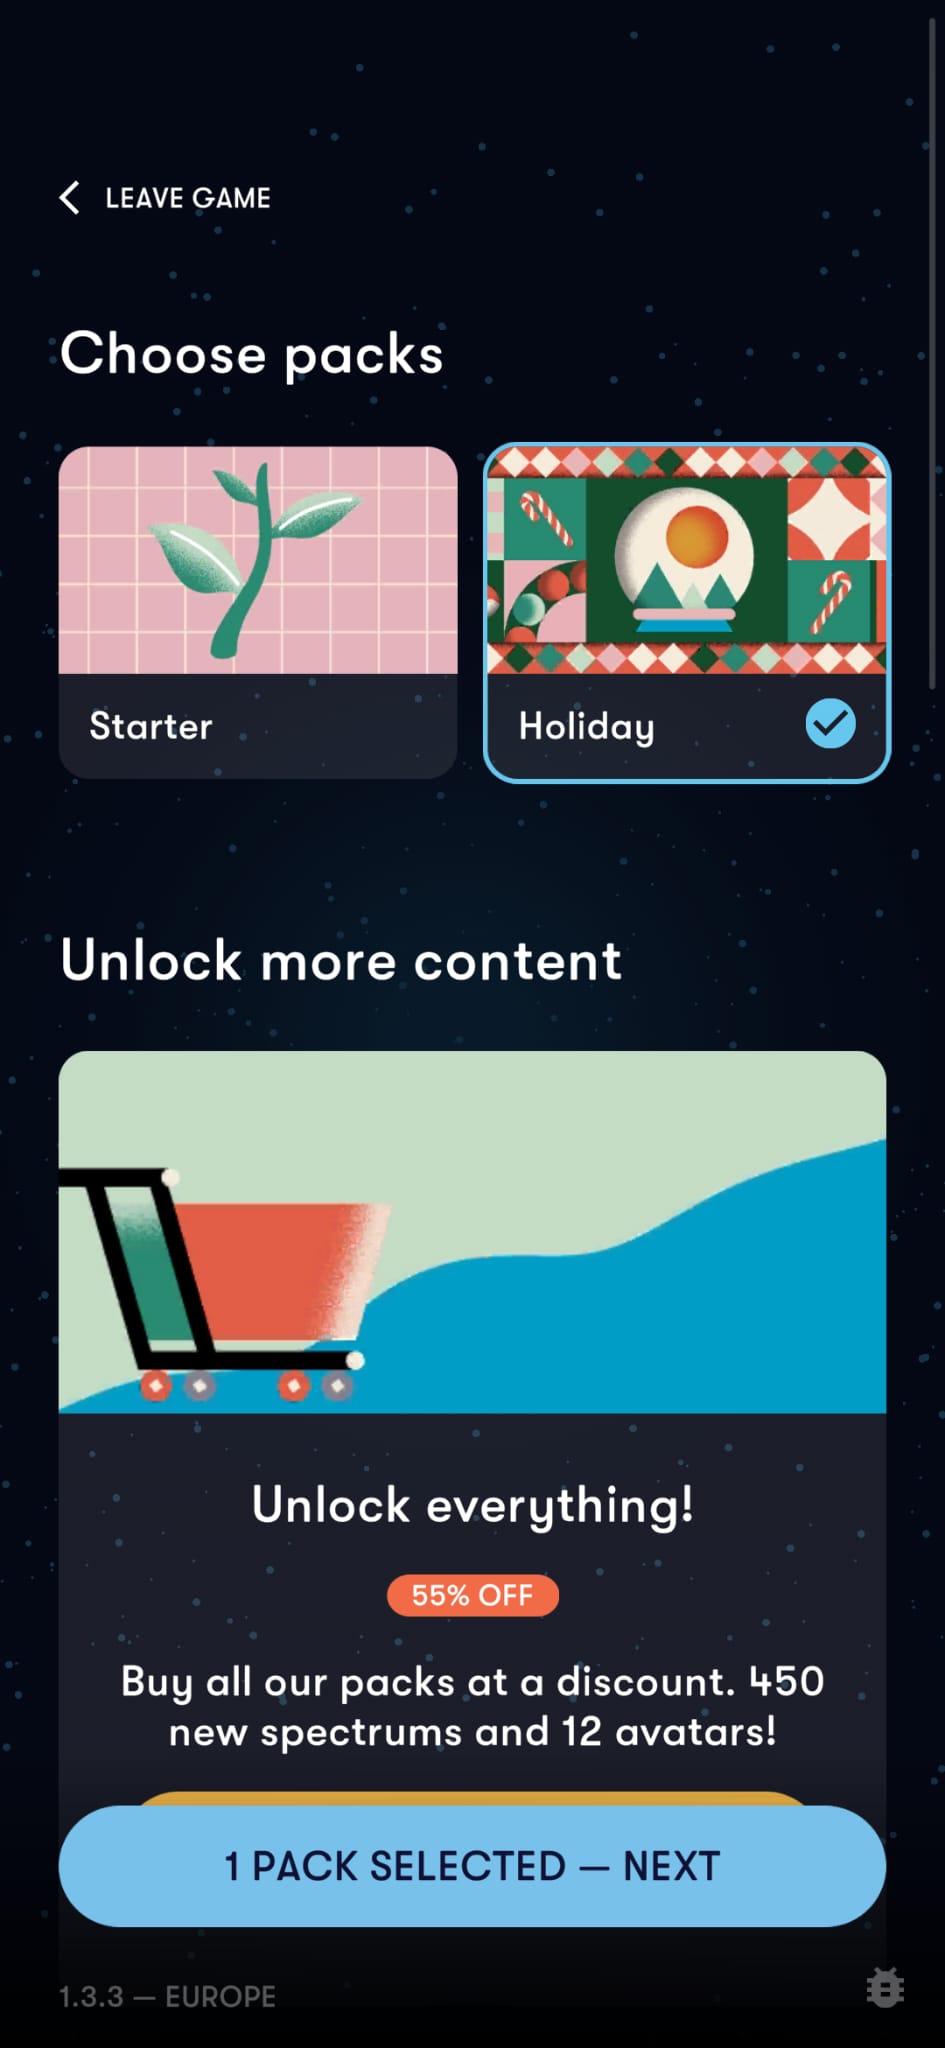 LEAVE GAME
Choose packs
Starter
Holiday
Unlock more content
Unlock everything!
55% OFF
Buy all our packs at a discount. 450
new spectrums and 12 avatars!
1 PACK SELECTED — NEXT
1.3.3 — EUROPE